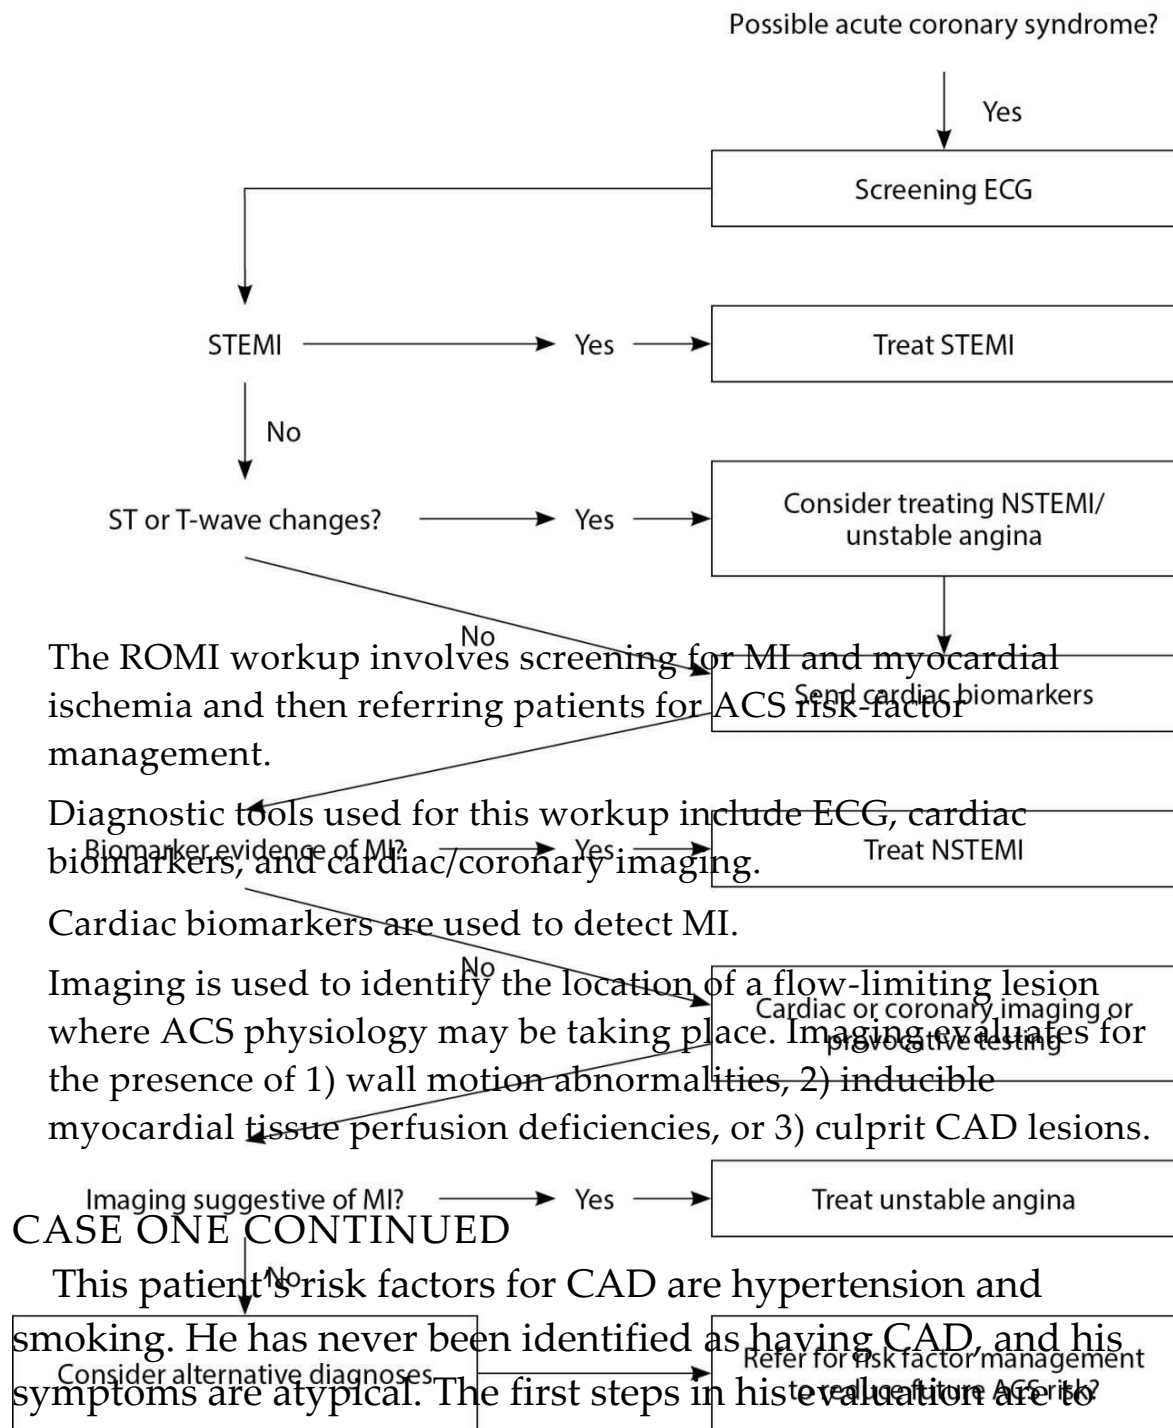 Possible acute coronary syndrome?
Yes
Screening ECG
STEMI
Yes
Treat STEMI
No
ST or T-wave changes?
Yes
Consider treating NSTEMI/
unstable angina
No
Send cardiac biomarkers
Biomarker evidence of MI?
Yes
Treat NSTEMI
No
Cardiac or coronary imaging or
provocative testing
Imaging suggestive of MI?
Yes
Treat unstable angina
No
Consider alternative diagnoses
Refer for risk factor management
to reduce future ACS risk?
The ROMI workup involves screening for MI and myocardial
ischemia and then referring patients for ACS risk-factor
management.
Diagnostic tools used for this workup include ECG, cardiac
biomarkers, and cardiac/coronary imaging.
Cardiac biomarkers are used to detect MI.
Imaging is used to identify the location of a flow-limiting lesion
where ACS physiology may be taking place. Imaging evaluates for
the presence of 1) wall motion abnormalities, 2) inducible
myocardial tissue perfusion deficiencies, or 3) culprit CAD lesions.
CASE ONE CONTINUED
This patient's risk factors for CAD are hypertension and
smoking. He has never been identified as having CAD, and his
symptoms are atypical. The first steps in his evaluation are to